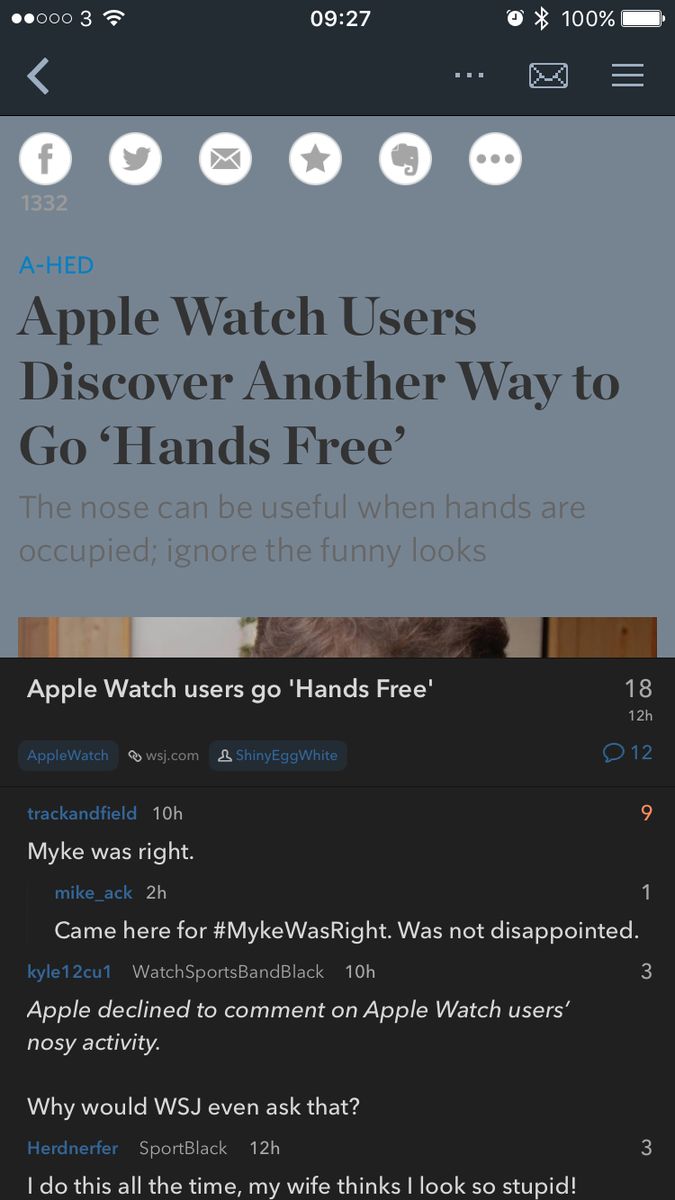 3 09:27 100%
1332
A-HED
Apple Watch Users
Discover Another Way to
Go ‘Hands Free’
The nose can be useful when hands are
occupied; ignore the funny looks
Apple Watch users go 'Hands Free' 18
12h
AppleWatch wsj.com ShinyEggWhite 12
trackandfield 10h 9
Myke was right.
mike_ack 2h 1
Came here for #MykeWasRight. Was not disappointed.
kyle12cu1 WatchSportsBandBlack 10h 3
Apple declined to comment on Apple Watch users’
nosy activity.
Why would WSJ even ask that?
Herdnerfer SportBlack 12h 3
I do this all the time, my wife thinks I look so stupid!